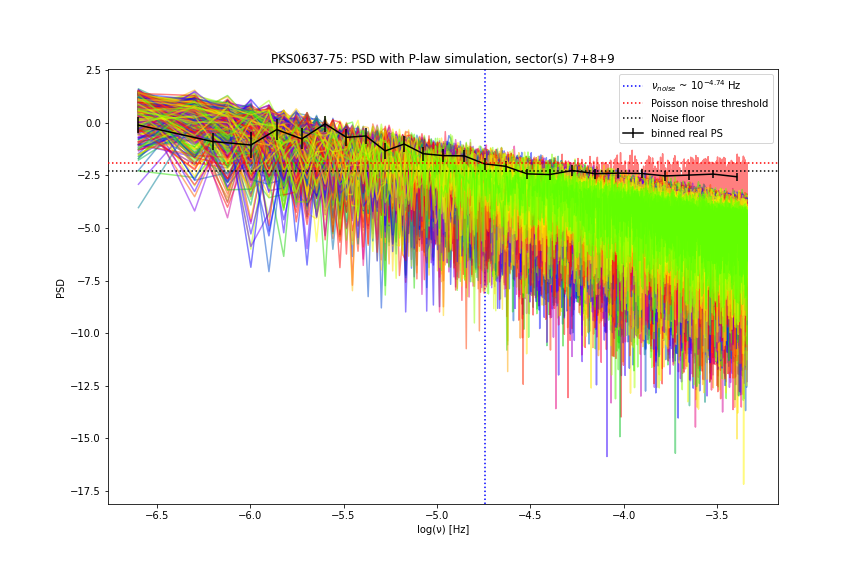 PKS0637-75: PSD with P-law simulation, sector(s) 7+8+9
ν_noise ~ 10^−4.74 Hz
Poisson noise threshold
Noise floor
binned real PS
2.5
0.0
−2.5
−5.0
−7.5
−10.0
−12.5
−15.0
−17.5
PSD
−6.5 −6.0 −5.5 −5.0 −4.5 −4.0 −3.5
log(ν) [Hz]